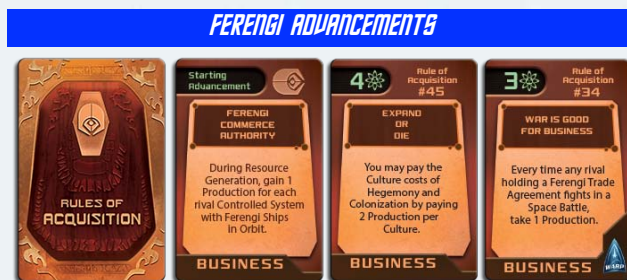 FERENGI ADVANCEMENTS
RULES OF
ACQUISITION
Starting
Advancement
FERENGI
COMMERCE
AUTHORITY
During Resource
Generation, gain 1
Production for each
rival Controlled System
with Ferengi Ships
in Orbit.
BUSINESS
4
Rule of
Acquisition
#45
EXPAND
OR
DIE
You may pay the
Culture costs of
Hegemony and
Colonization by paying
2 Production per
Culture.
BUSINESS
3
Rule of
Acquisition
#34
WAR IS GOOD
FOR BUSINESS
Every time any rival
holding a Ferengi Trade
Agreement fights in a
Space Battle,
take 1 Production.
BUSINESS
WARP